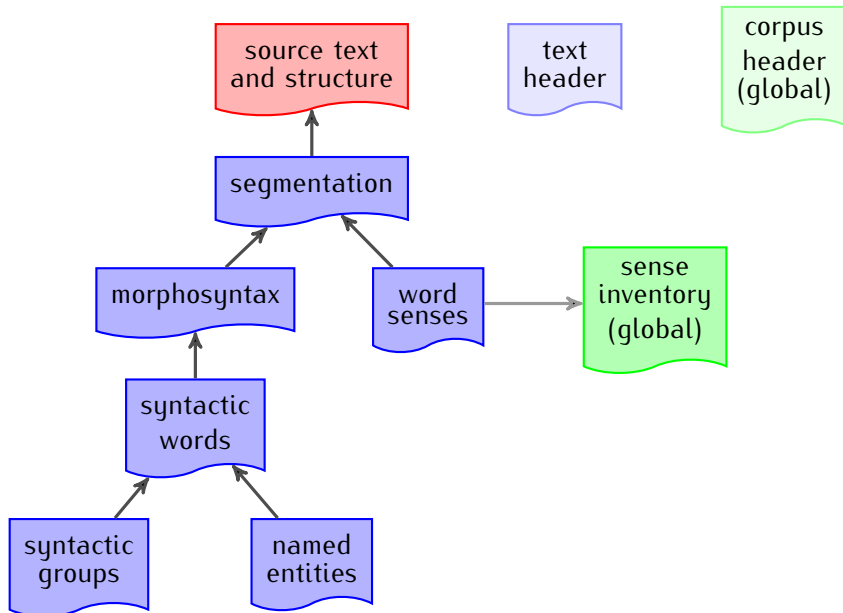 source text
and structure
text
header
corpus
header
(global)
segmentation
morphosyntax
word
senses
sense
inventory
(global)
syntactic
words
syntactic
groups
named
entities